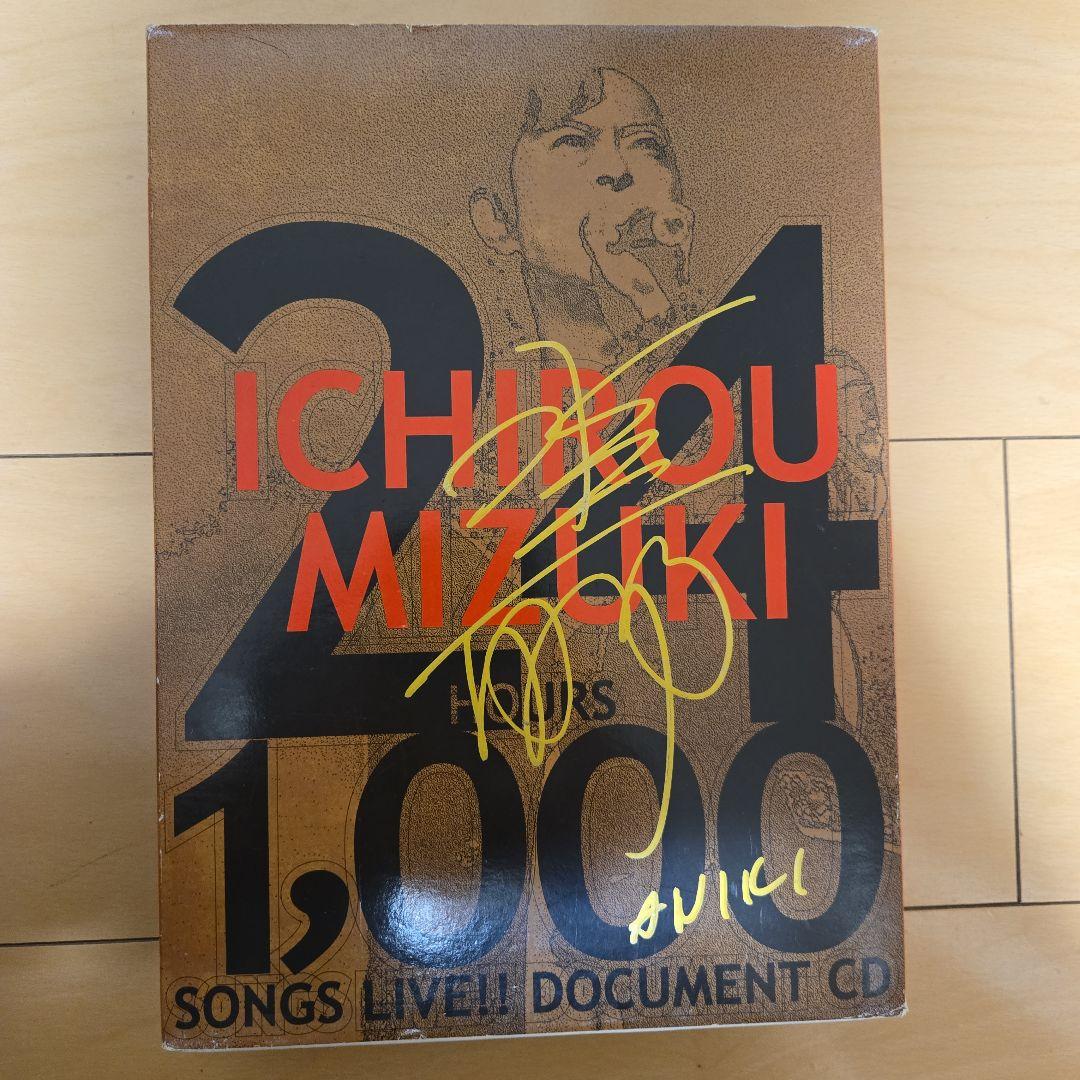 24
ICHIROU
MIZUKI
HOURS
1,000
ANIKI
SONGS LIVE!! DOCUMENT CD